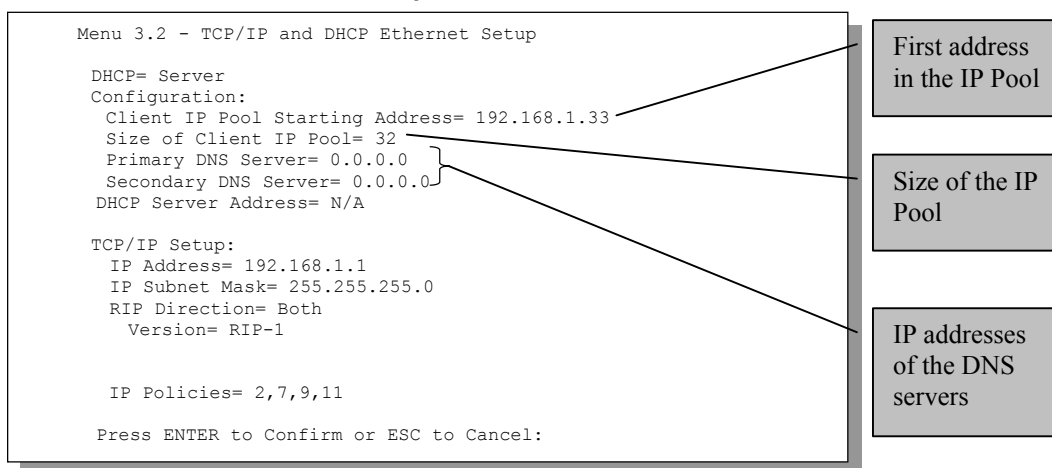 Menu 3.2 - TCP/IP and DHCP Ethernet Setup
DHCP= Server
Configuration:
Client IP Pool Starting Address= 192.168.1.33
Size of Client IP Pool= 32
Primary DNS Server= 0.0.0.0
Secondary DNS Server= 0.0.0.0
DHCP Server Address= N/A
TCP/IP Setup:
IP Address= 192.168.1.1
IP Subnet Mask= 255.255.255.0
RIP Direction= Both
Version= RIP-1
IP Policies= 2,7,9,11
Press ENTER to Confirm or ESC to Cancel:
First address
in the IP Pool
Size of the IP
Pool
IP addresses
of the DNS
servers